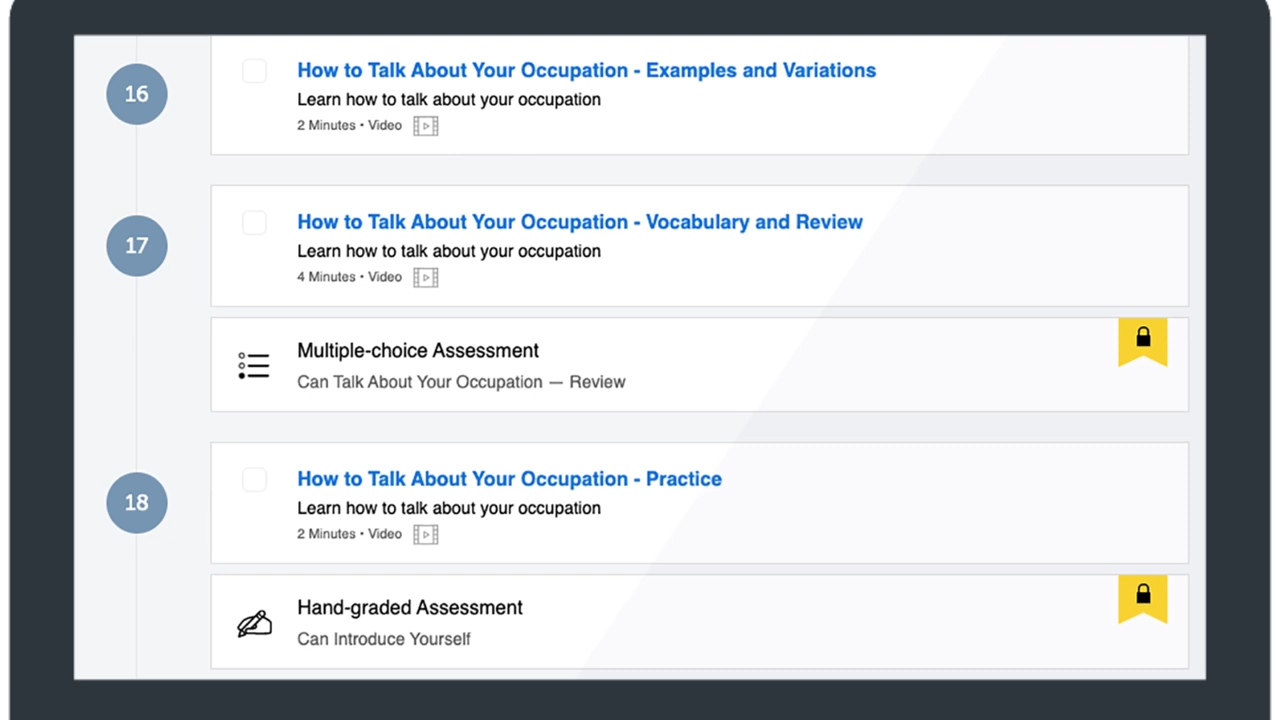 16
How to Talk About Your Occupation - Examples and Variations
Learn how to talk about your occupation
2 Minutes • Video
17
How to Talk About Your Occupation - Vocabulary and Review
Learn how to talk about your occupation
4 Minutes • Video
Multiple-choice Assessment
Can Talk About Your Occupation — Review
18
How to Talk About Your Occupation - Practice
Learn how to talk about your occupation
2 Minutes • Video
Hand-graded Assessment
Can Introduce Yourself